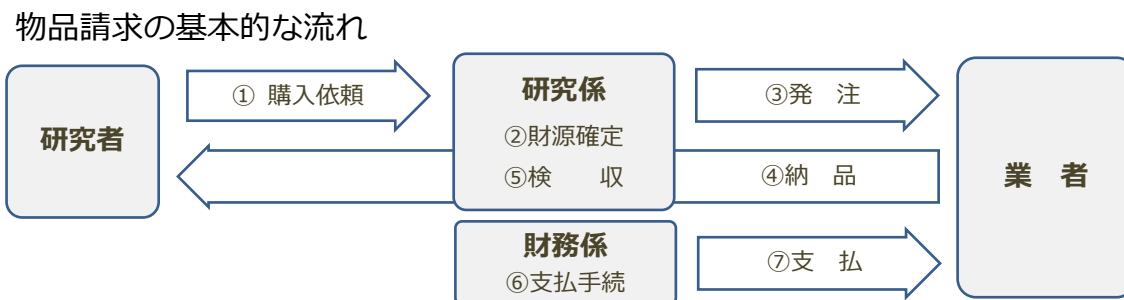 物品請求の基本的な流れ
研究者
① 購入依頼
研究係
②財源確定
⑤検　　収
③発　注
④納　品
業　者
財務係
⑥支払手続
⑦支　払